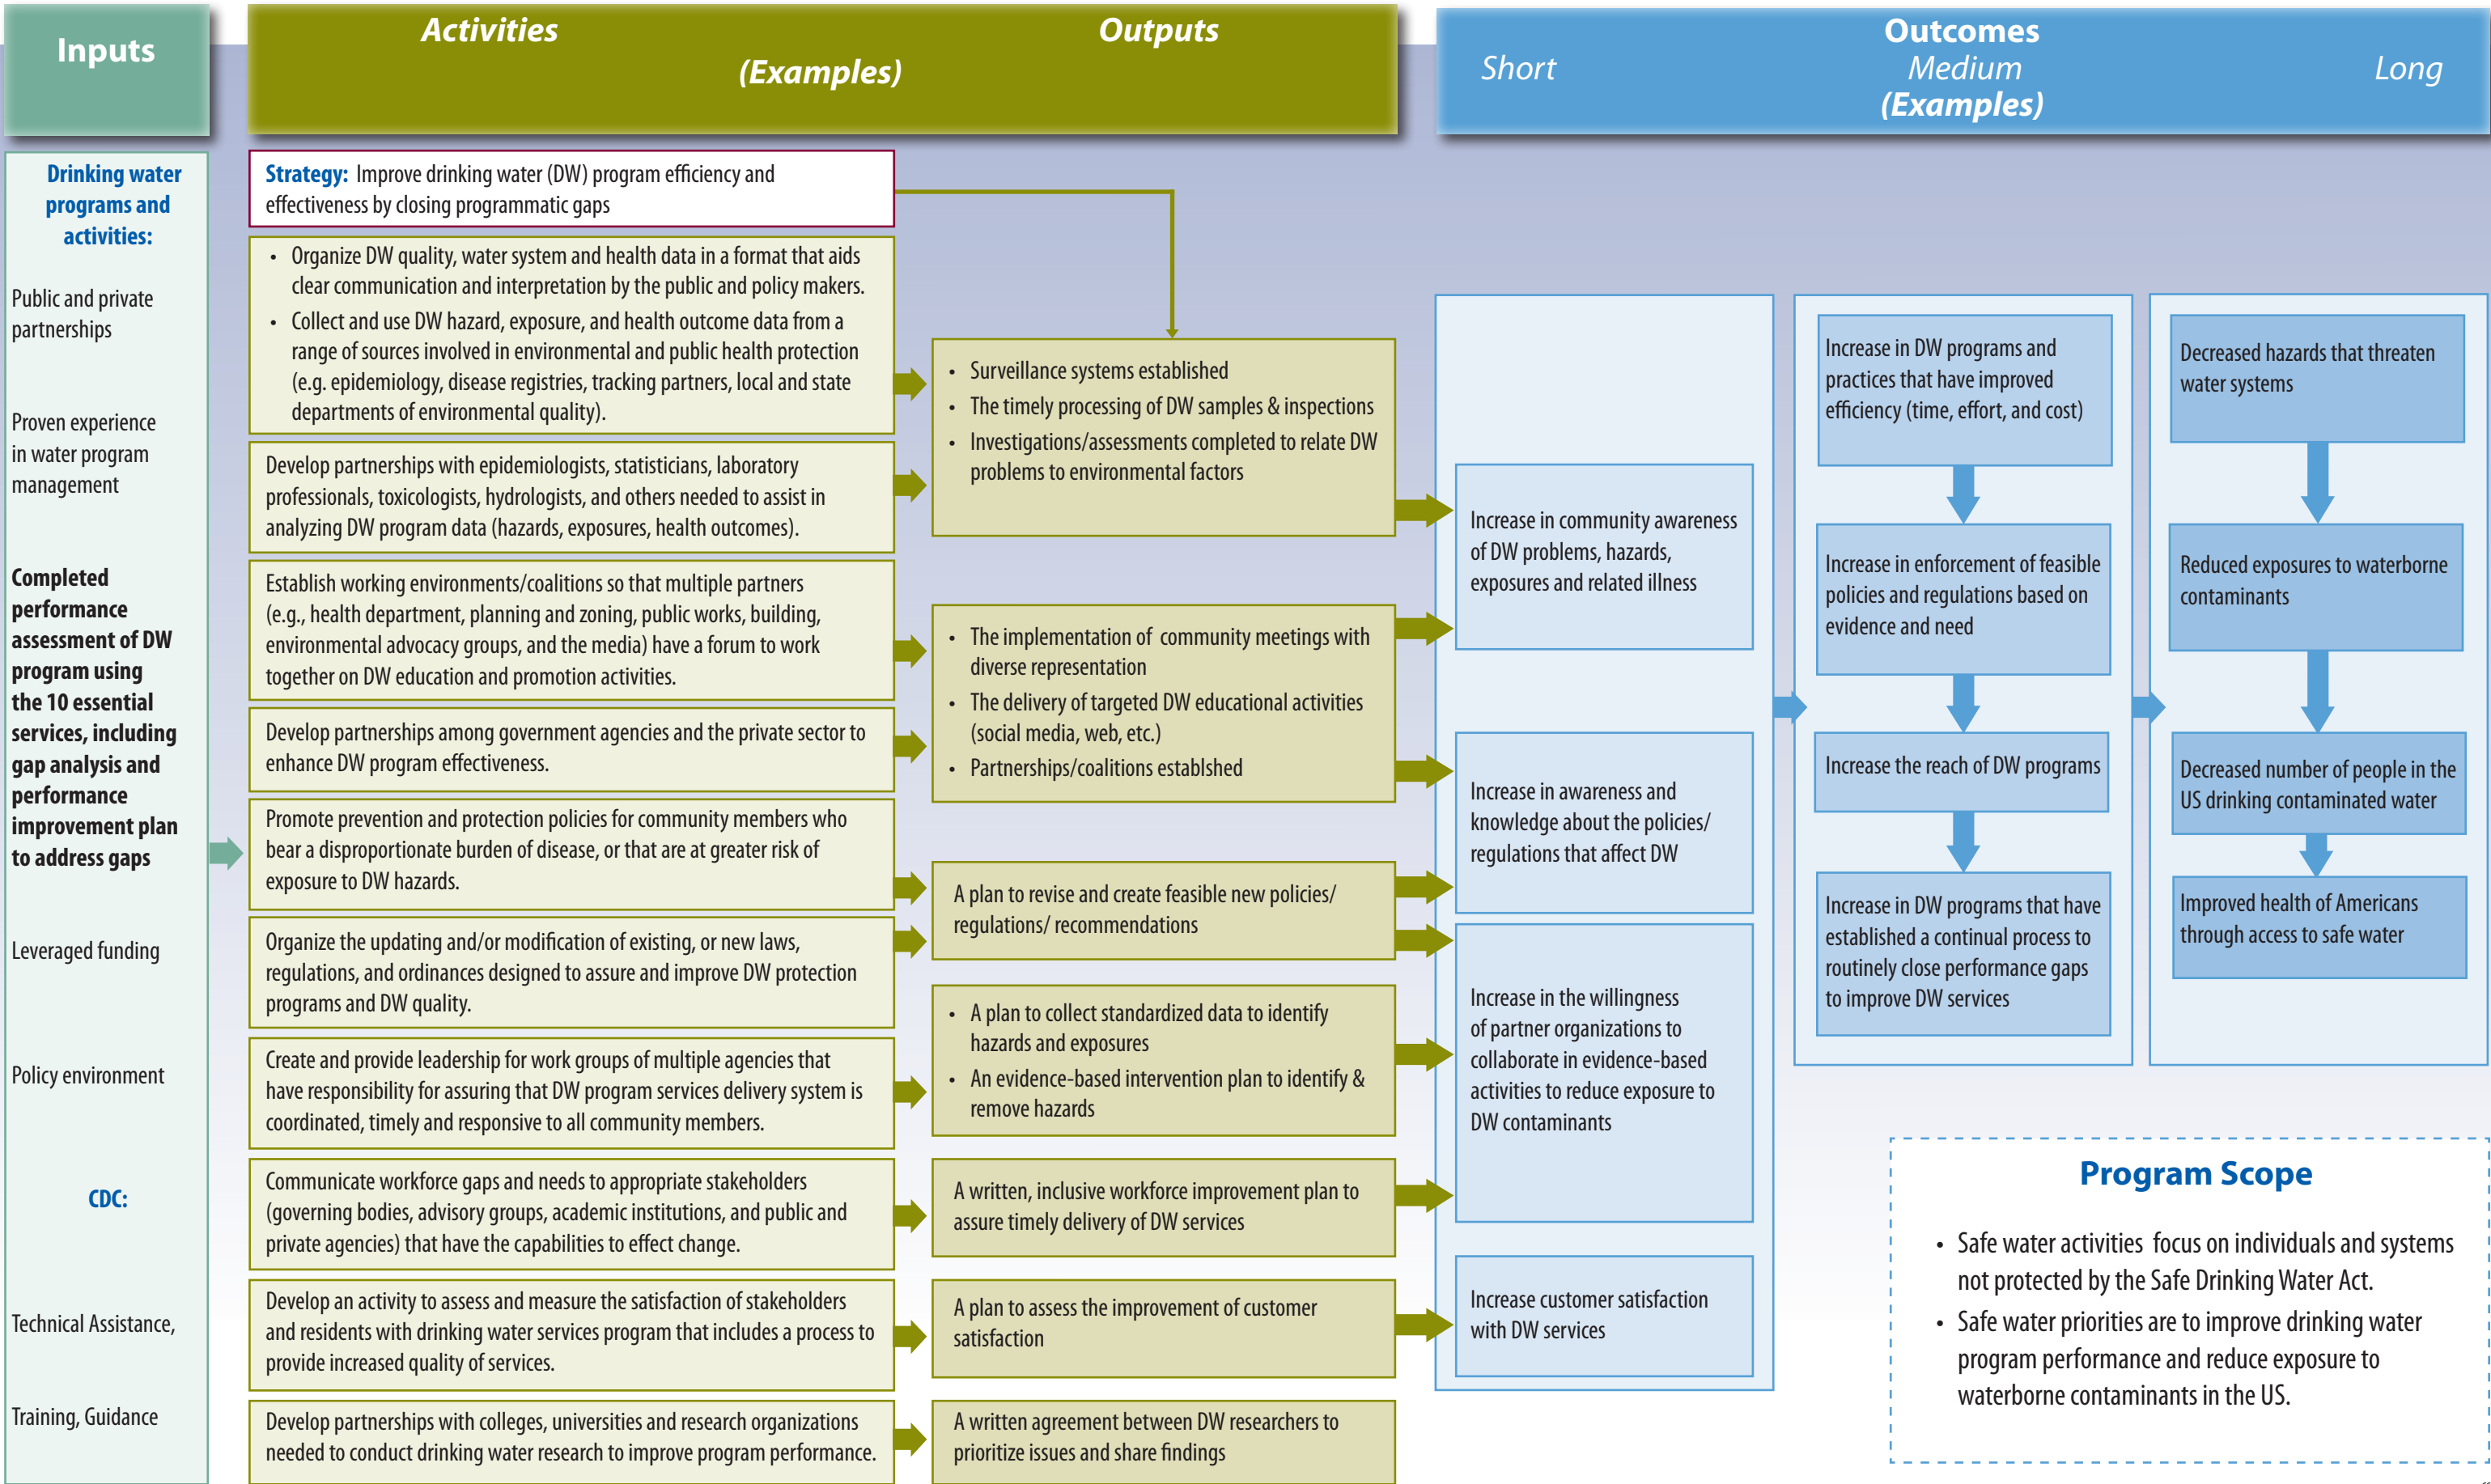 Inputs
Activities
Outputs
(Examples)
Outcomes
Short
Medium
Long
(Examples)
Drinking water
programs and
activities:
Public and private
partnerships
Proven experience
in water program
management
Completed
performance
assessment of DW
program using
the 10 essential
services, including
gap analysis and
performance
improvement plan
to address gaps
Leveraged funding
Policy environment
CDC:
Technical Assistance,
Training, Guidance
Strategy: Improve drinking water (DW) program efficiency and
effectiveness by closing programmatic gaps
• Organize DW quality, water system and health data in a format that aids
clear communication and interpretation by the public and policy makers.
• Collect and use DW hazard, exposure, and health outcome data from a
range of sources involved in environmental and public health protection
(e.g. epidemiology, disease registries, tracking partners, local and state
departments of environmental quality).
Develop partnerships with epidemiologists, statisticians, laboratory
professionals, toxicologists, hydrologists, and others needed to assist in
analyzing DW program data (hazards, exposures, health outcomes).
Establish working environments/coalitions so that multiple partners
(e.g., health department, planning and zoning, public works, building,
environmental advocacy groups, and the media) have a forum to work
together on DW education and promotion activities.
Develop partnerships among government agencies and the private sector to
enhance DW program effectiveness.
Promote prevention and protection policies for community members who
bear a disproportionate burden of disease, or that are at greater risk of
exposure to DW hazards.
Organize the updating and/or modification of existing, or new laws,
regulations, and ordinances designed to assure and improve DW protection
programs and DW quality.
Create and provide leadership for work groups of multiple agencies that
have responsibility for assuring that DW program services delivery system is
coordinated, timely and responsive to all community members.
Communicate workforce gaps and needs to appropriate stakeholders
(governing bodies, advisory groups, academic institutions, and public and
private agencies) that have the capabilities to effect change.
Develop an activity to assess and measure the satisfaction of stakeholders
and residents with drinking water services program that includes a process to
provide increased quality of services.
Develop partnerships with colleges, universities and research organizations
needed to conduct drinking water research to improve program performance.
• Surveillance systems established
• The timely processing of DW samples & inspections
• Investigations/assessments completed to relate DW
problems to environmental factors
• The implementation of community meetings with
diverse representation
• The delivery of targeted DW educational activities
(social media, web, etc.)
• Partnerships/coalitions establshed
A plan to revise and create feasible new policies/
regulations/ recommendations
• A plan to collect standardized data to identify
hazards and exposures
• An evidence-based intervention plan to identify &
remove hazards
A written, inclusive workforce improvement plan to
assure timely delivery of DW services
A plan to assess the improvement of customer
satisfaction
A written agreement between DW researchers to
prioritize issues and share findings
Increase in community awareness
of DW problems, hazards,
exposures and related illness
Increase in awareness and
knowledge about the policies/
regulations that affect DW
Increase in the willingness
of partner organizations to
collaborate in evidence-based
activities to reduce exposure to
DW contaminants
Increase customer satisfaction
with DW services
Increase in DW programs and
practices that have improved
efficiency (time, effort, and cost)
Increase in enforcement of feasible
policies and regulations based on
evidence and need
Increase the reach of DW programs
Increase in DW programs that have
established a continual process to
routinely close performance gaps
to improve DW services
Decreased hazards that threaten
water systems
Reduced exposures to waterborne
contaminants
Decreased number of people in the
US drinking contaminated water
Improved health of Americans
through access to safe water
Program Scope
• Safe water activities focus on individuals and systems
not protected by the Safe Drinking Water Act.
• Safe water priorities are to improve drinking water
program performance and reduce exposure to
waterborne contaminants in the US.